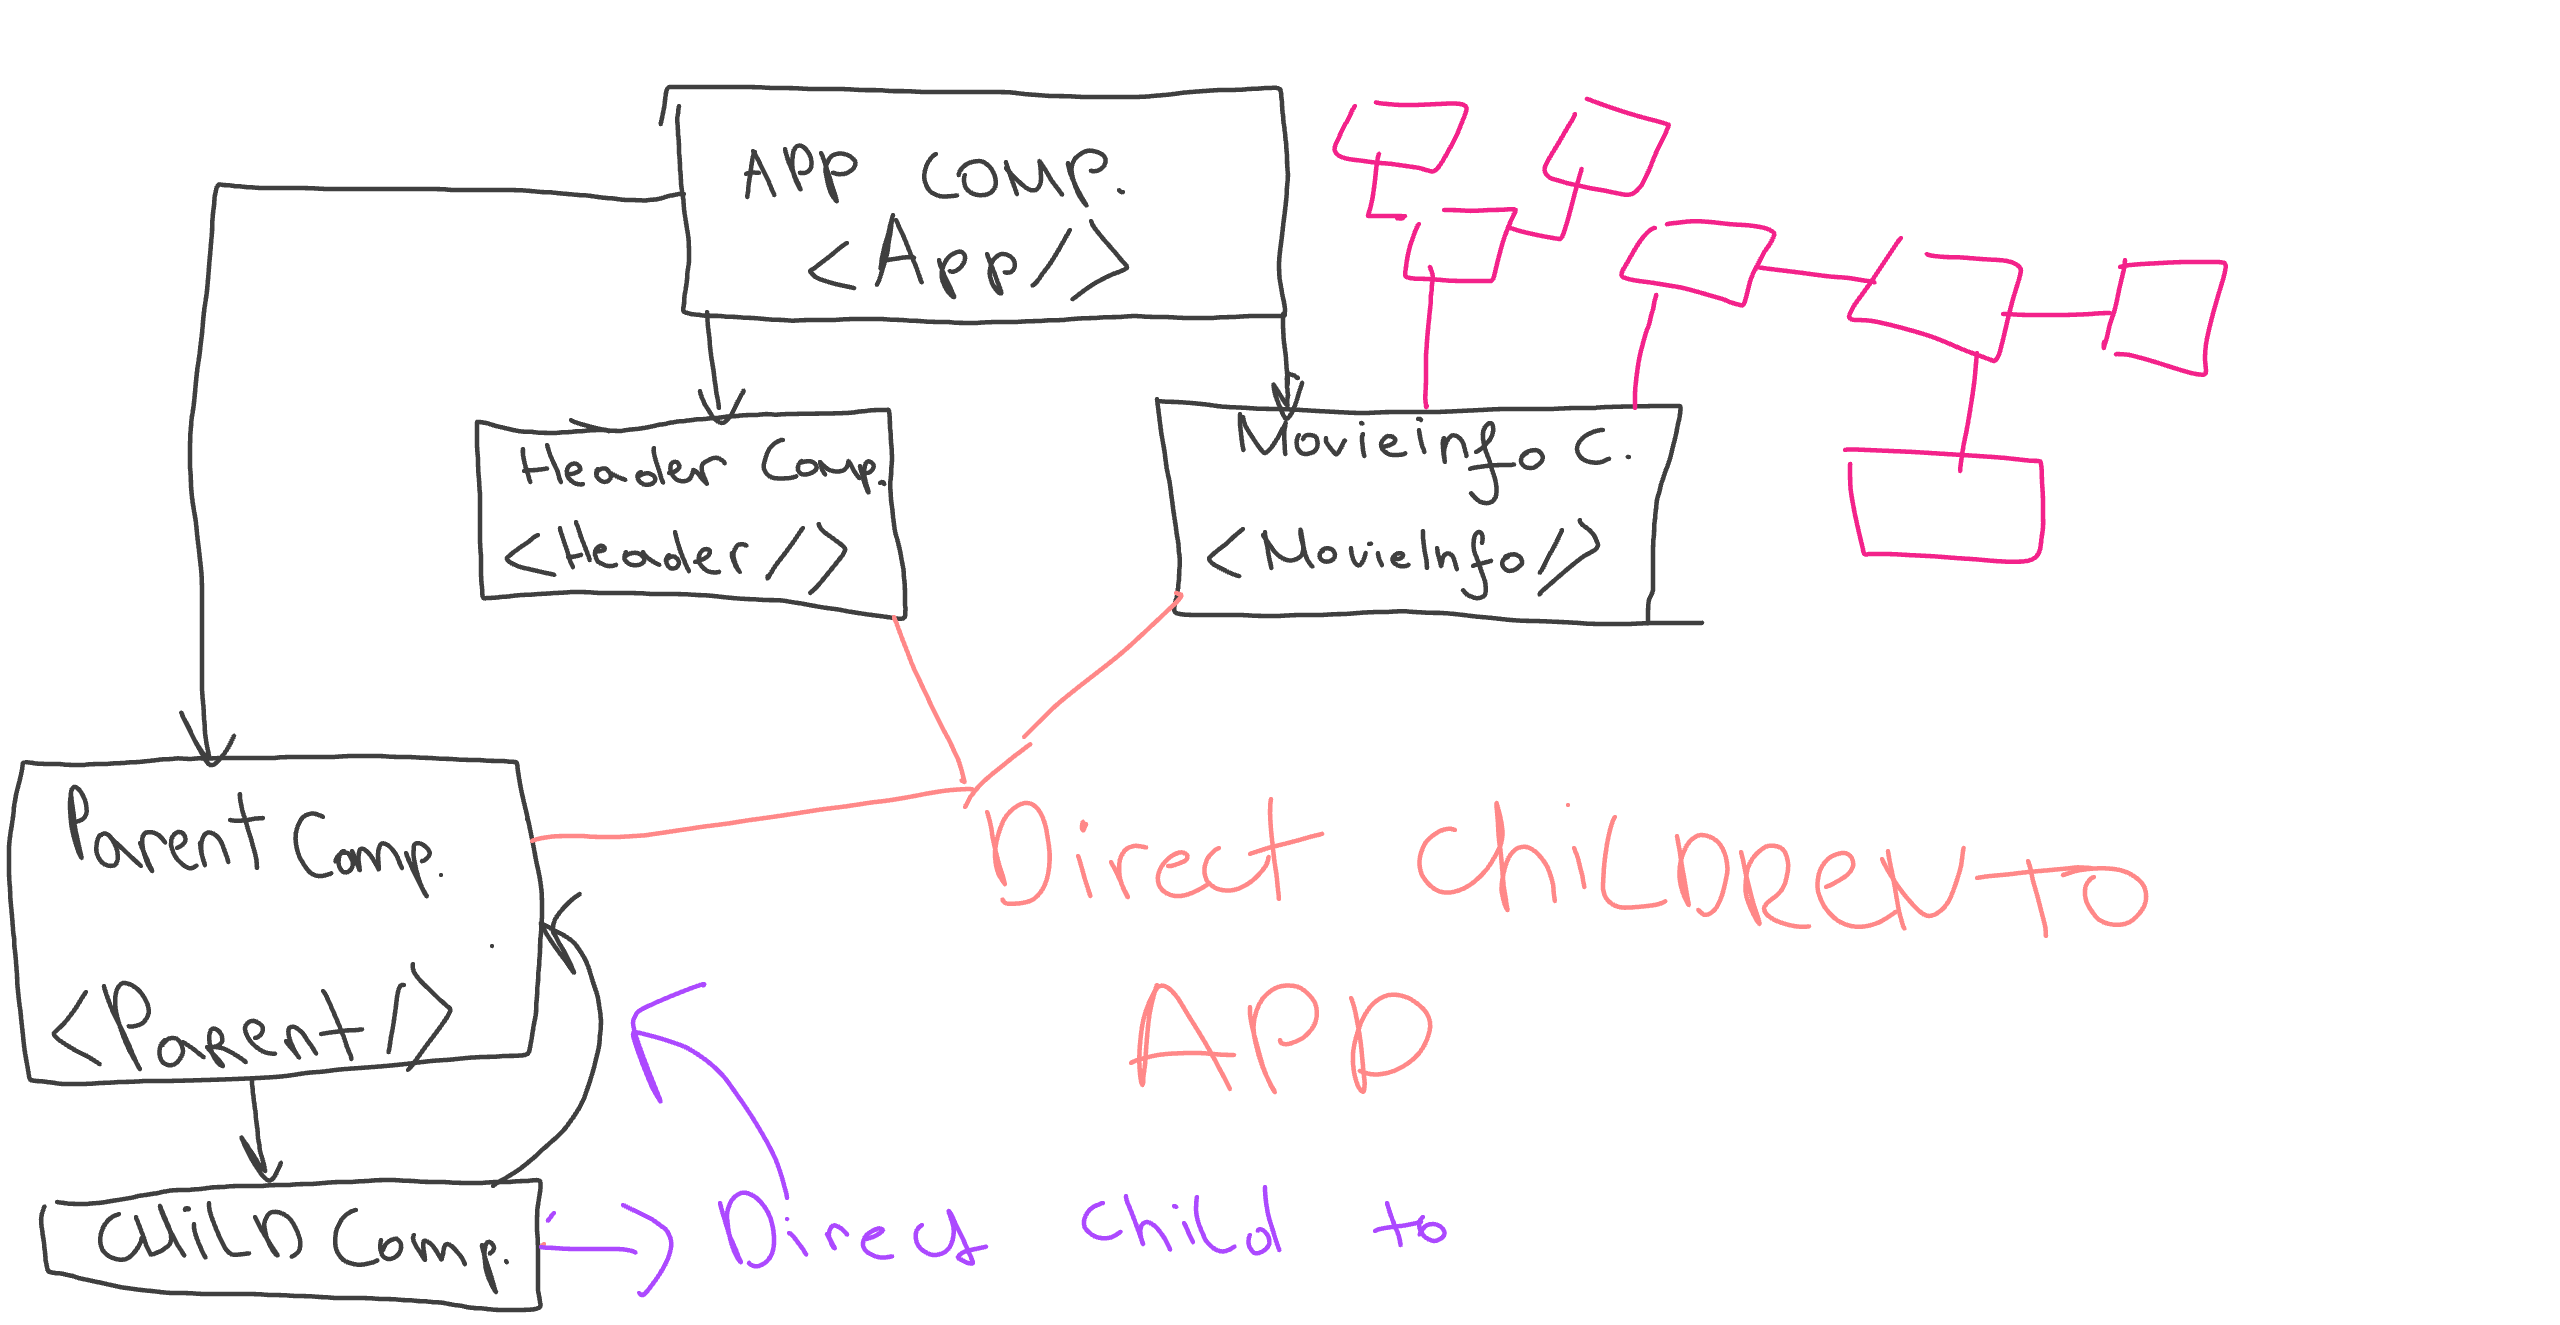 APP COMP.
<App/>
Header Comp.
<Header/>
MovieInfo C.
<MovieInfo/>
Parent Comp.
<Parent/>
Direct ChiLDREN TO
APP
CHiLD Comp.
Direct Child to